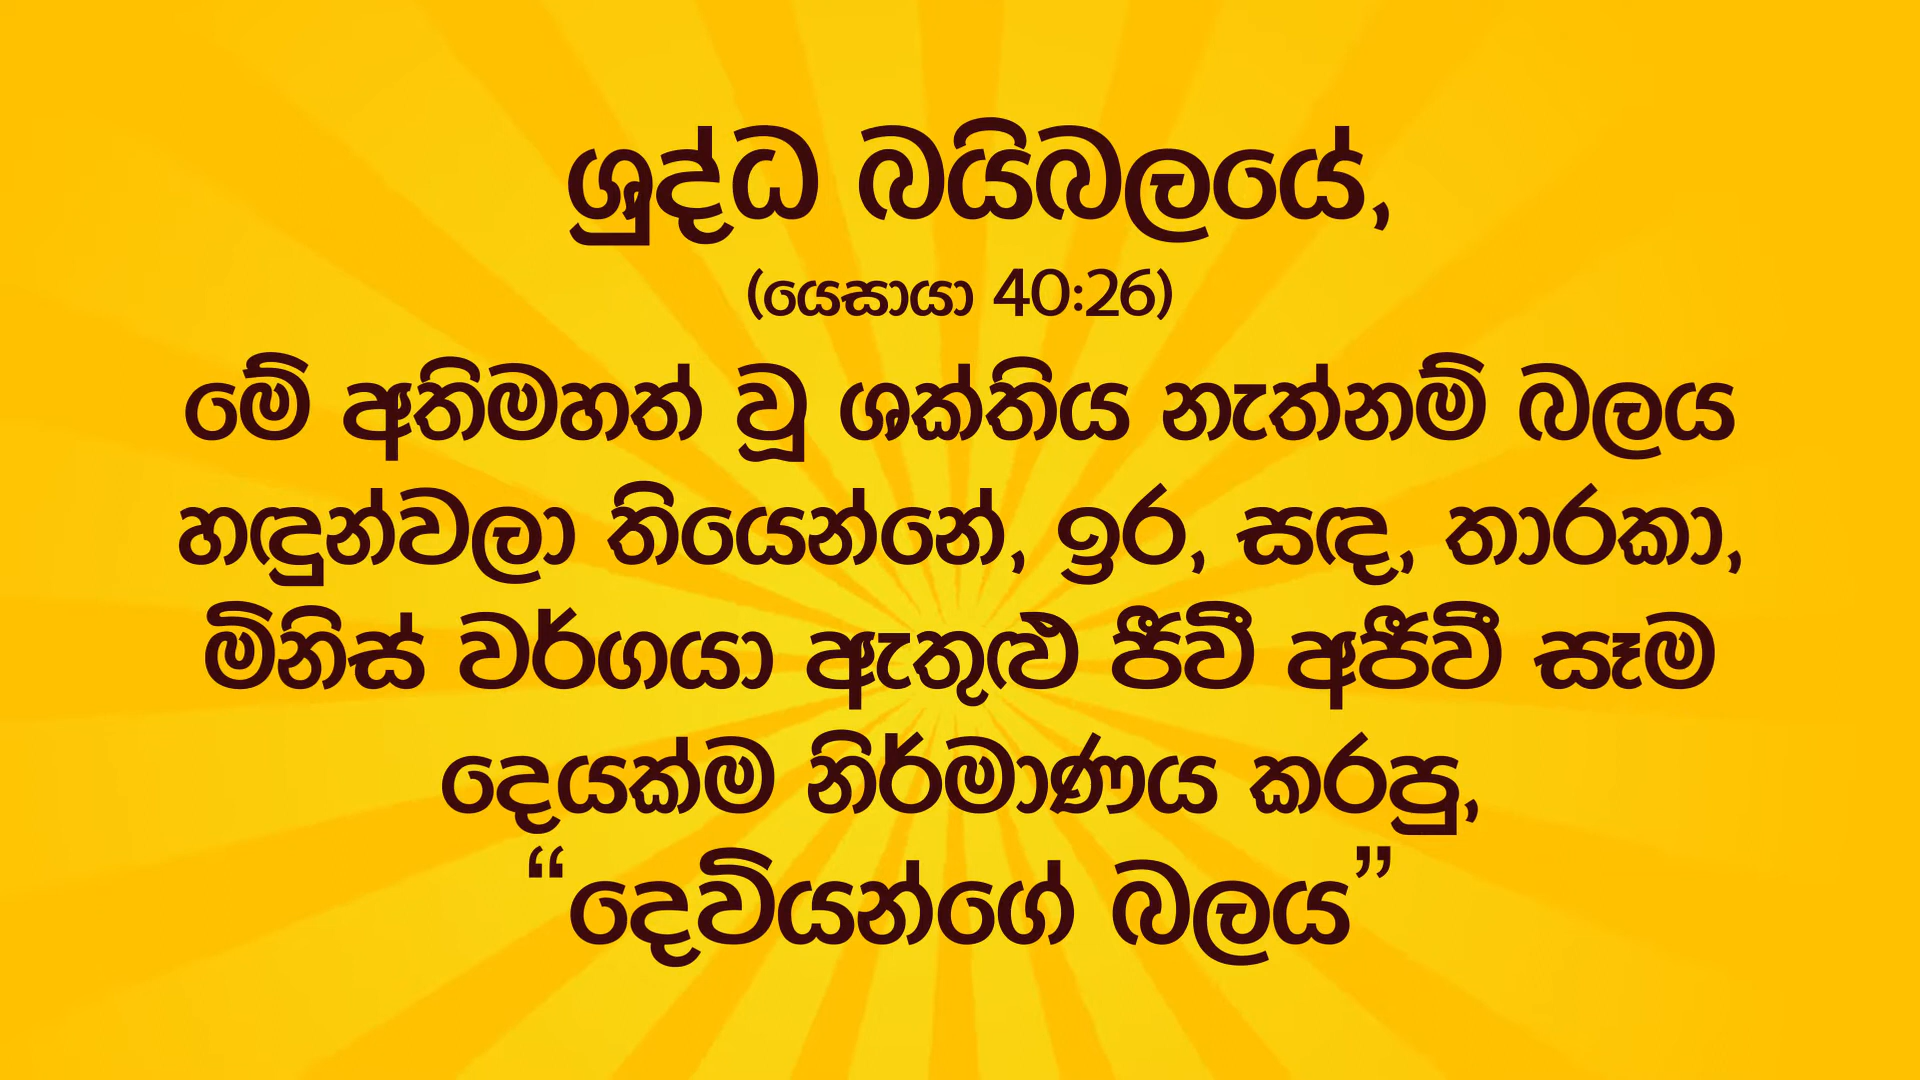 ශුද්ධ බයිබලයේ,
(යෙසායා 40:26)
මේ අතිමහත් වූ ශක්තිය නැත්නම් බලය
හඳුන්වලා තියෙන්නේ, ඉර, සඳ, තාරකා,
මිනිස් වර්ගයා ඇතුළු ජීවී අජීවී සෑම
දෙයක්ම නිර්මාණය කරපු,
“දෙවියන්ගේ බලය”